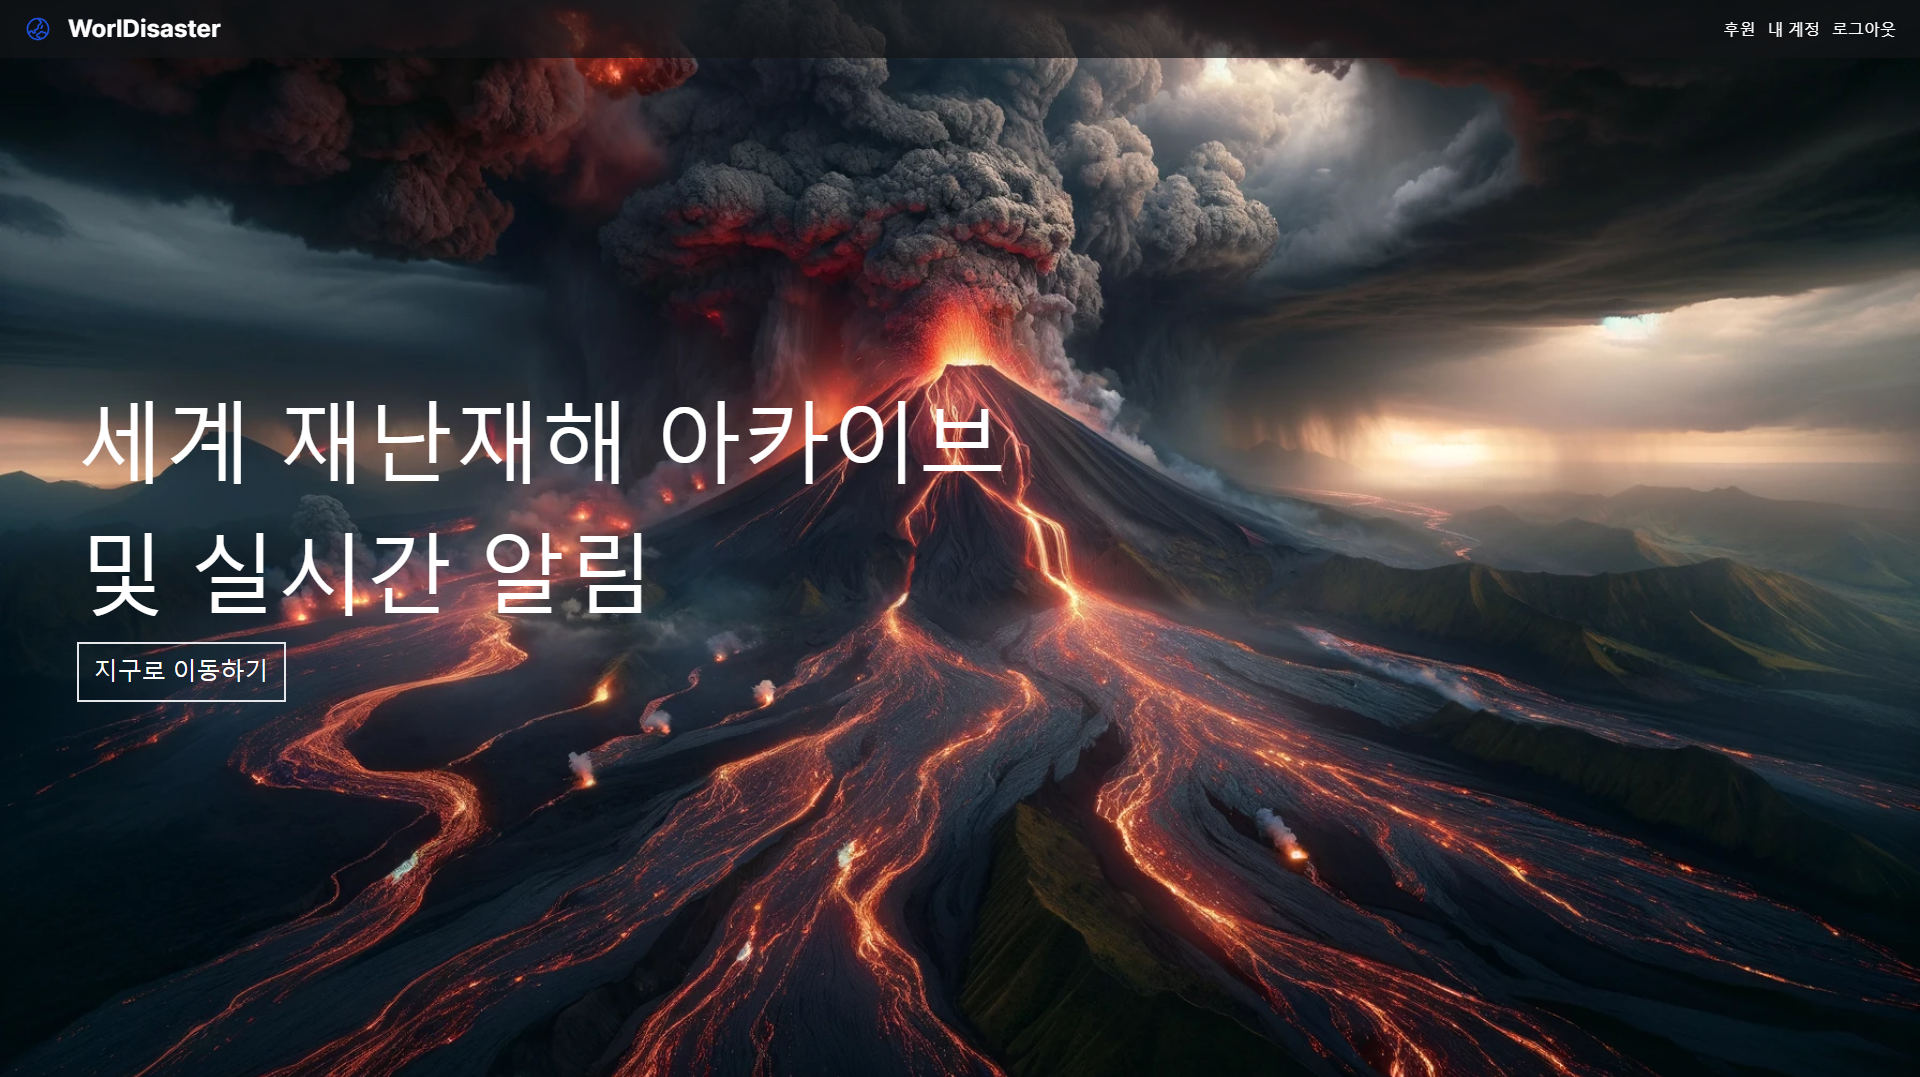 WorlDisaster
후원 내 계정 로그아웃
세계 재난재해 아카이브
및 실시간 알림
지구로 이동하기